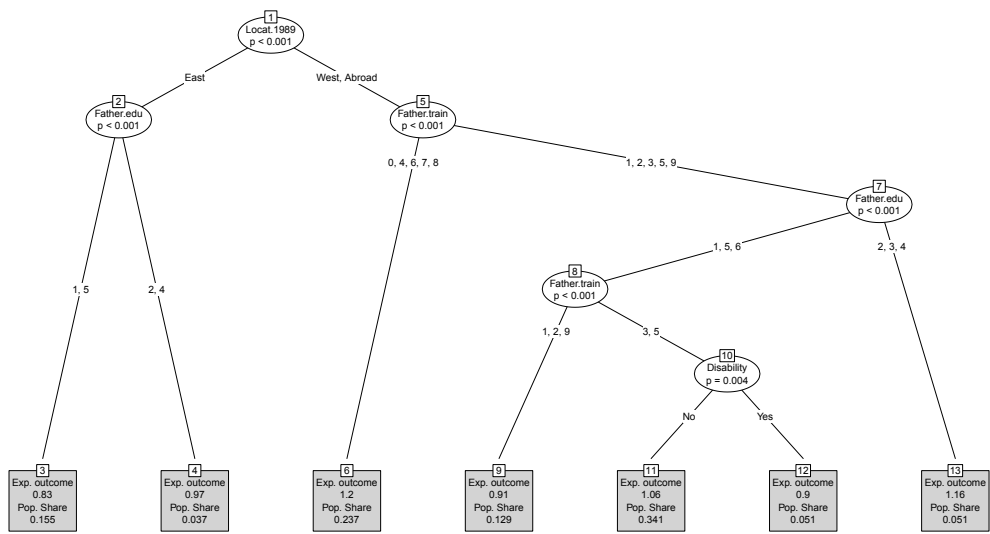 1
Locat.1989
p < 0.001
East
West, Abroad
2
Father.edu
p < 0.001
5
Father.train
p < 0.001
0, 4, 6, 7, 8
1, 2, 3, 5, 9
7
Father.edu
p < 0.001
1, 5, 6
2, 3, 4
8
Father.train
p < 0.001
1, 5
2, 4
1, 2, 9
3, 5
10
Disability
p = 0.004
No
Yes
3
Exp. outcome
0.83
Pop. Share
0.155
4
Exp. outcome
0.97
Pop. Share
0.037
6
Exp. outcome
1.2
Pop. Share
0.237
9
Exp. outcome
0.91
Pop. Share
0.129
11
Exp. outcome
1.06
Pop. Share
0.341
12
Exp. outcome
0.9
Pop. Share
0.051
13
Exp. outcome
1.16
Pop. Share
0.051